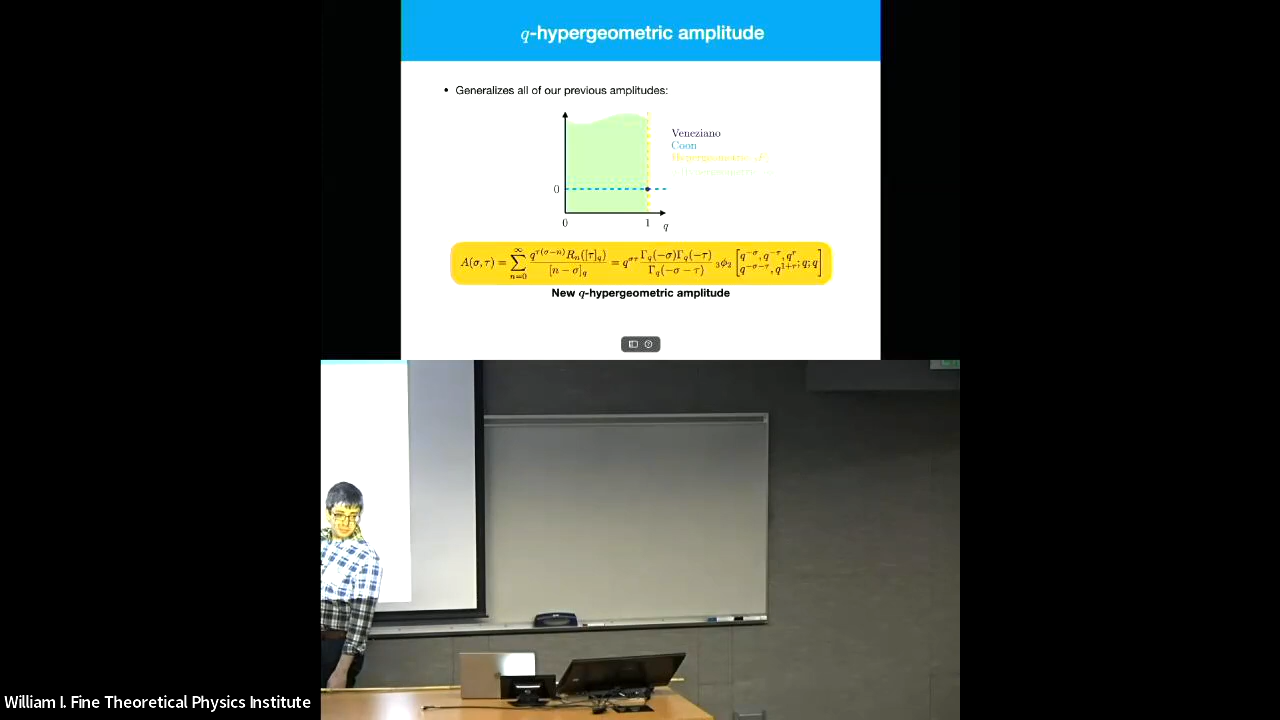 q-hypergeometric amplitude
• Generalizes all of our previous amplitudes:
Veneziano
Coon
Hypergeometric
0
0 1 q
A(σ, τ) = ∑_{n=0}^{∞} q^{τ(σ−n)} R_n([τ]_q) / [n − σ]_q = q^{στ} Γ_q(−σ)Γ_q(−τ) / Γ_q(−σ − τ) ₃ϕ₂ [q^{−σ}, q^{−τ}, q^{τ} / q^{−σ−τ}, q^{1+τ}; q; q]
New q-hypergeometric amplitude
William I. Fine Theoretical Physics Institute